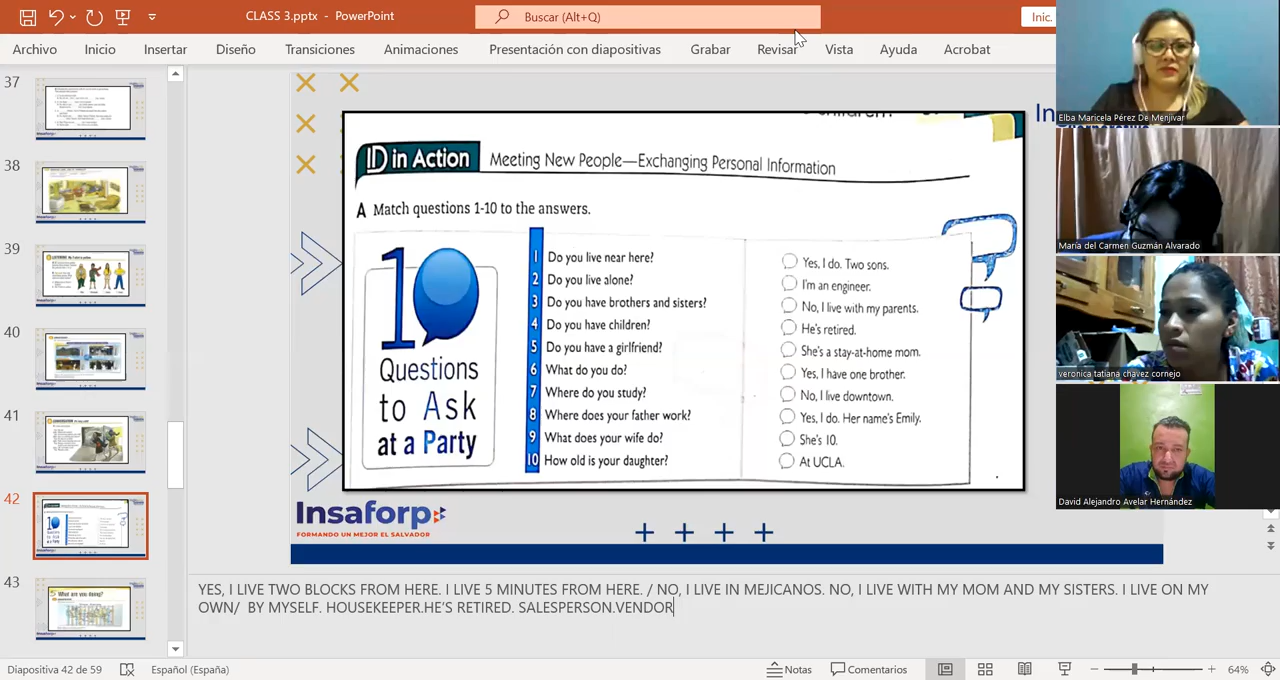 CLASS 3.pptx - PowerPoint
Buscar (Alt+Q)
Inic.
Archivo Inicio Insertar Diseño Transiciones Animaciones Presentación con diapositivas Grabar Revisar Vista Ayuda Acrobat
37
38
39
40
41
42
43
ID in Action Meeting New People—Exchanging Personal Information
A Match questions 1-10 to the answers.
10
Questions
to Ask
at a Party
1 Do you live near here?
2 Do you live alone?
3 Do you have brothers and sisters?
4 Do you have children?
5 Do you have a girlfriend?
6 What do you do?
7 Where do you study?
8 Where does your father work?
9 What does your wife do?
10 How old is your daughter?
Yes, I do. Two sons.
I'm an engineer.
No, I live with my parents.
He's retired.
She's a stay-at-home mom.
Yes, I have one brother.
No, I live downtown.
Yes, I do. Her name's Emily.
She's 10.
At UCLA.
Insaforp
FORMANDO UN MEJOR EL SALVADOR
Elba Maricela Pérez De Menjivar
María del Carmen Guzmán Alvarado
veronica tatiana chavez cornejo
David Alejandro Avelar Hernández
YES, I LIVE TWO BLOCKS FROM HERE. I LIVE 5 MINUTES FROM HERE. / NO, I LIVE IN MEJICANOS. NO, I LIVE WITH MY MOM AND MY SISTERS. I LIVE ON MY
OWN/ BY MYSELF. HOUSEKEEPER.HE'S RETIRED. SALESPERSON.VENDOR
Diapositiva 42 de 59 Español (España) Notas Comentarios 64%